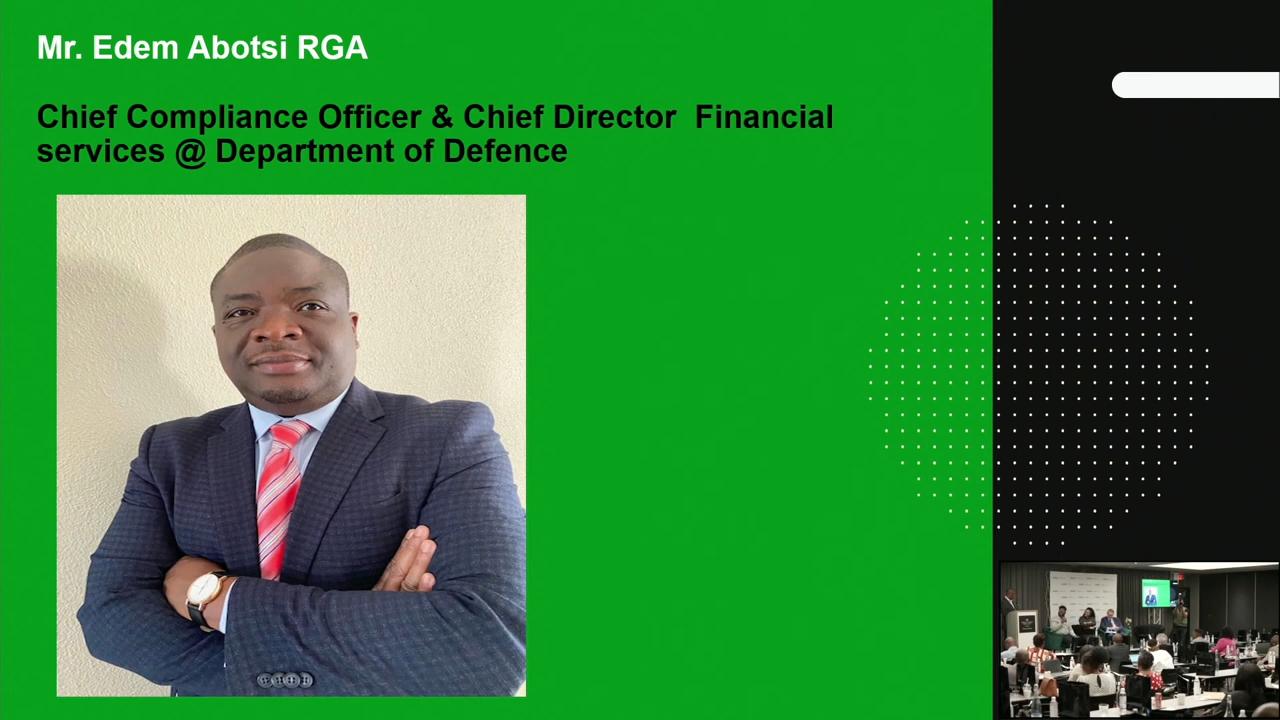 Mr. Edem Abotsi RGA
Chief Compliance Officer & Chief Director  Financial
services @ Department of Defence